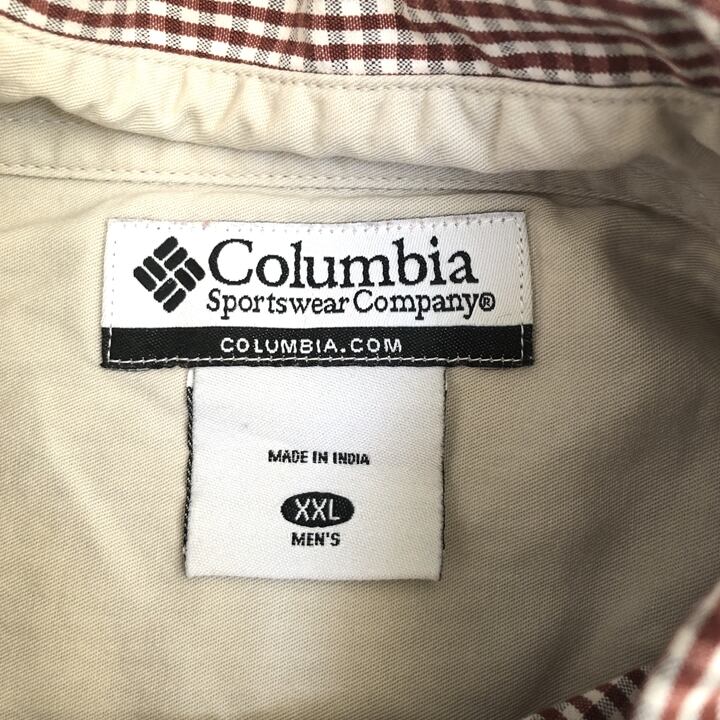 Columbia
Sportswear Company®
COLUMBIA.COM
MADE IN INDIA
XXL
MEN'S